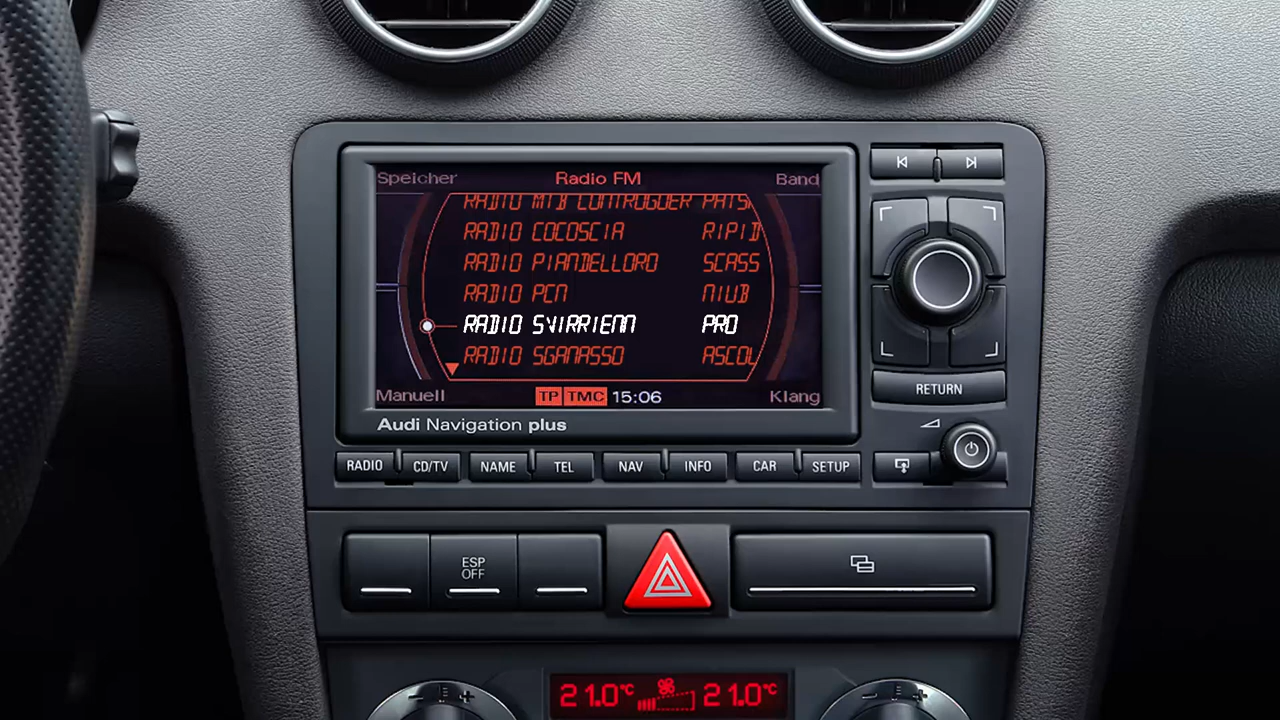 Speicher Radio FM Band
RADIO MTB CONTROGUER PATSA
RADIO COCOSCIA RIPID
RADIO PIANDELLORO SCASS
RADIO PCN NIUB
RADIO SVIRRIENN PRO
RADIO SGANASSO ASCOL
Manuell TP TMC 15:06 Klang
Audi Navigation plus
RETURN
RADIO CD/TV NAME TEL NAV INFO CAR SETUP
ESP
OFF
21.0°C 21.0°C